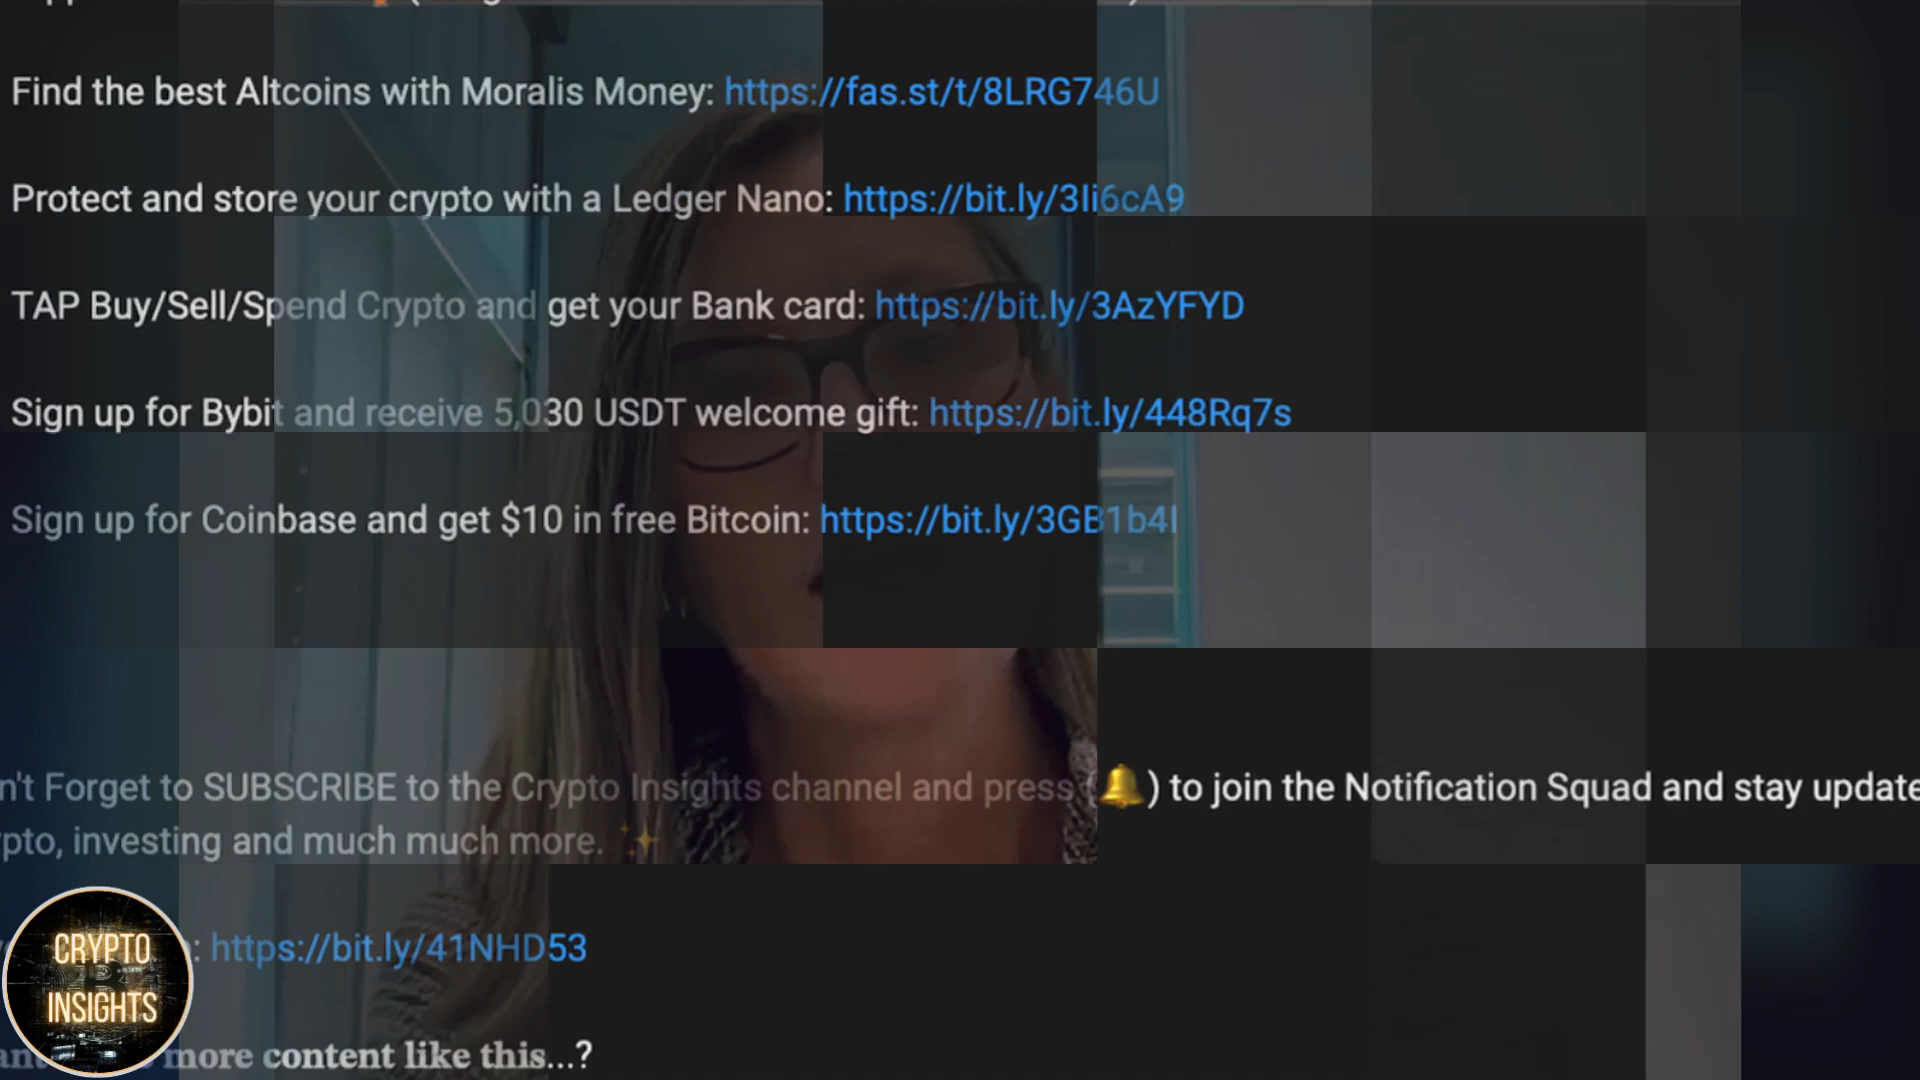 Find the best Altcoins with Moralis Money: https://fas.st/t/8LRG746U
Protect and store your crypto with a Ledger Nano: https://bit.ly/3Ii6cA9
TAP Buy/Sell/Spend Crypto and get your Bank card: https://bit.ly/3AzYFYD
Sign up for Bybit and receive 5,030 USDT welcome gift: https://bit.ly/448Rq7s
Sign up for Coinbase and get $10 in free Bitcoin: https://bit.ly/3GB1b4I
n't Forget to SUBSCRIBE to the Crypto Insights channel and press (🔔) to join the Notification Squad and stay update
pto, investing and much much more. ✨
: https://bit.ly/41NHD53
CRYPTO
INSIGHTS
more content like this...?